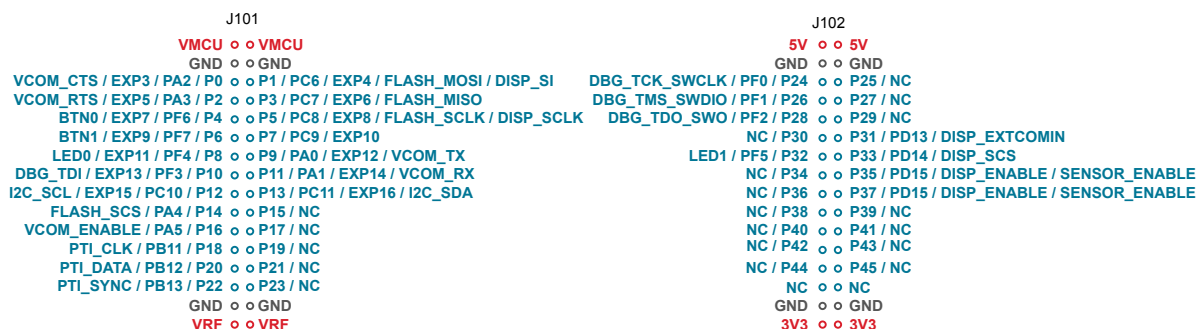 J101
VMCU VMCU
GND GND
VCOM_CTS / EXP3 / PA2 / P0 P1 / PC6 / EXP4 / FLASH_MOSI / DISP_SI
VCOM_RTS / EXP5 / PA3 / P2 P3 / PC7 / EXP6 / FLASH_MISO
BTN0 / EXP7 / PF6 / P4 P5 / PC8 / EXP8 / FLASH_SCLK / DISP_SCLK
BTN1 / EXP9 / PF7 / P6 P7 / PC9 / EXP10
LED0 / EXP11 / PF4 / P8 P9 / PA0 / EXP12 / VCOM_TX
DBG_TDI / EXP13 / PF3 / P10 P11 / PA1 / EXP14 / VCOM_RX
I2C_SCL / EXP15 / PC10 / P12 P13 / PC11 / EXP16 / I2C_SDA
FLASH_SCS / PA4 / P14 P15 / NC
VCOM_ENABLE / PA5 / P16 P17 / NC
PTI_CLK / PB11 / P18 P19 / NC
PTI_DATA / PB12 / P20 P21 / NC
PTI_SYNC / PB13 / P22 P23 / NC
GND GND
VRF VRF
J102
5V 5V
GND GND
DBG_TCK_SWCLK / PF0 / P24 P25 / NC
DBG_TMS_SWDIO / PF1 / P26 P27 / NC
DBG_TDO_SWO / PF2 / P28 P29 / NC
NC / P30 P31 / PD13 / DISP_EXTCOMIN
LED1 / PF5 / P32 P33 / PD14 / DISP_SCS
NC / P34 P35 / PD15 / DISP_ENABLE / SENSOR_ENABLE
NC / P36 P37 / PD15 / DISP_ENABLE / SENSOR_ENABLE
NC / P38 P39 / NC
NC / P40 P41 / NC
NC / P42 P43 / NC
NC / P44 P45 / NC
NC NC
GND GND
3V3 3V3